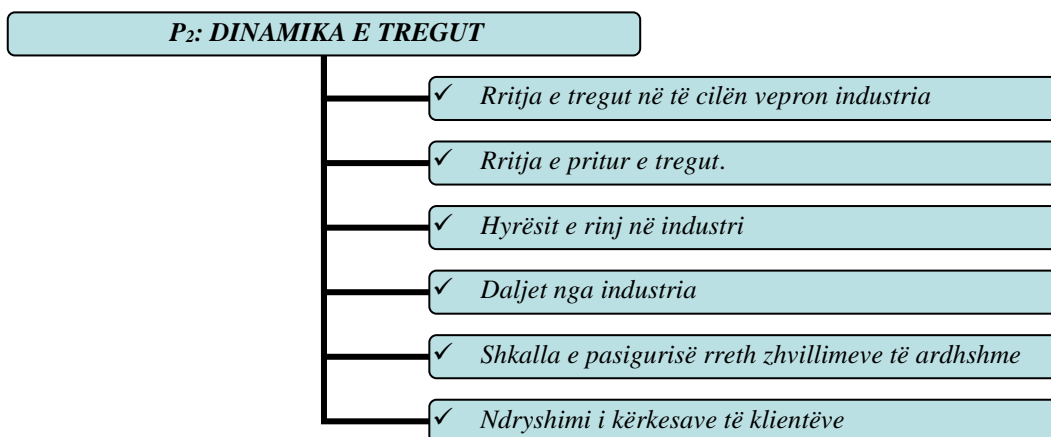 P₂: DINAMIKA E TREGUT
✓ Rritja e tregut në të cilën vepron industria
✓ Rritja e pritur e tregut.
✓ Hyrësit e rinj në industri
✓ Daljet nga industria
✓ Shkalla e pasigurisë rreth zhvillimeve të ardhshme
✓ Ndryshimi i kërkesave të klientëve